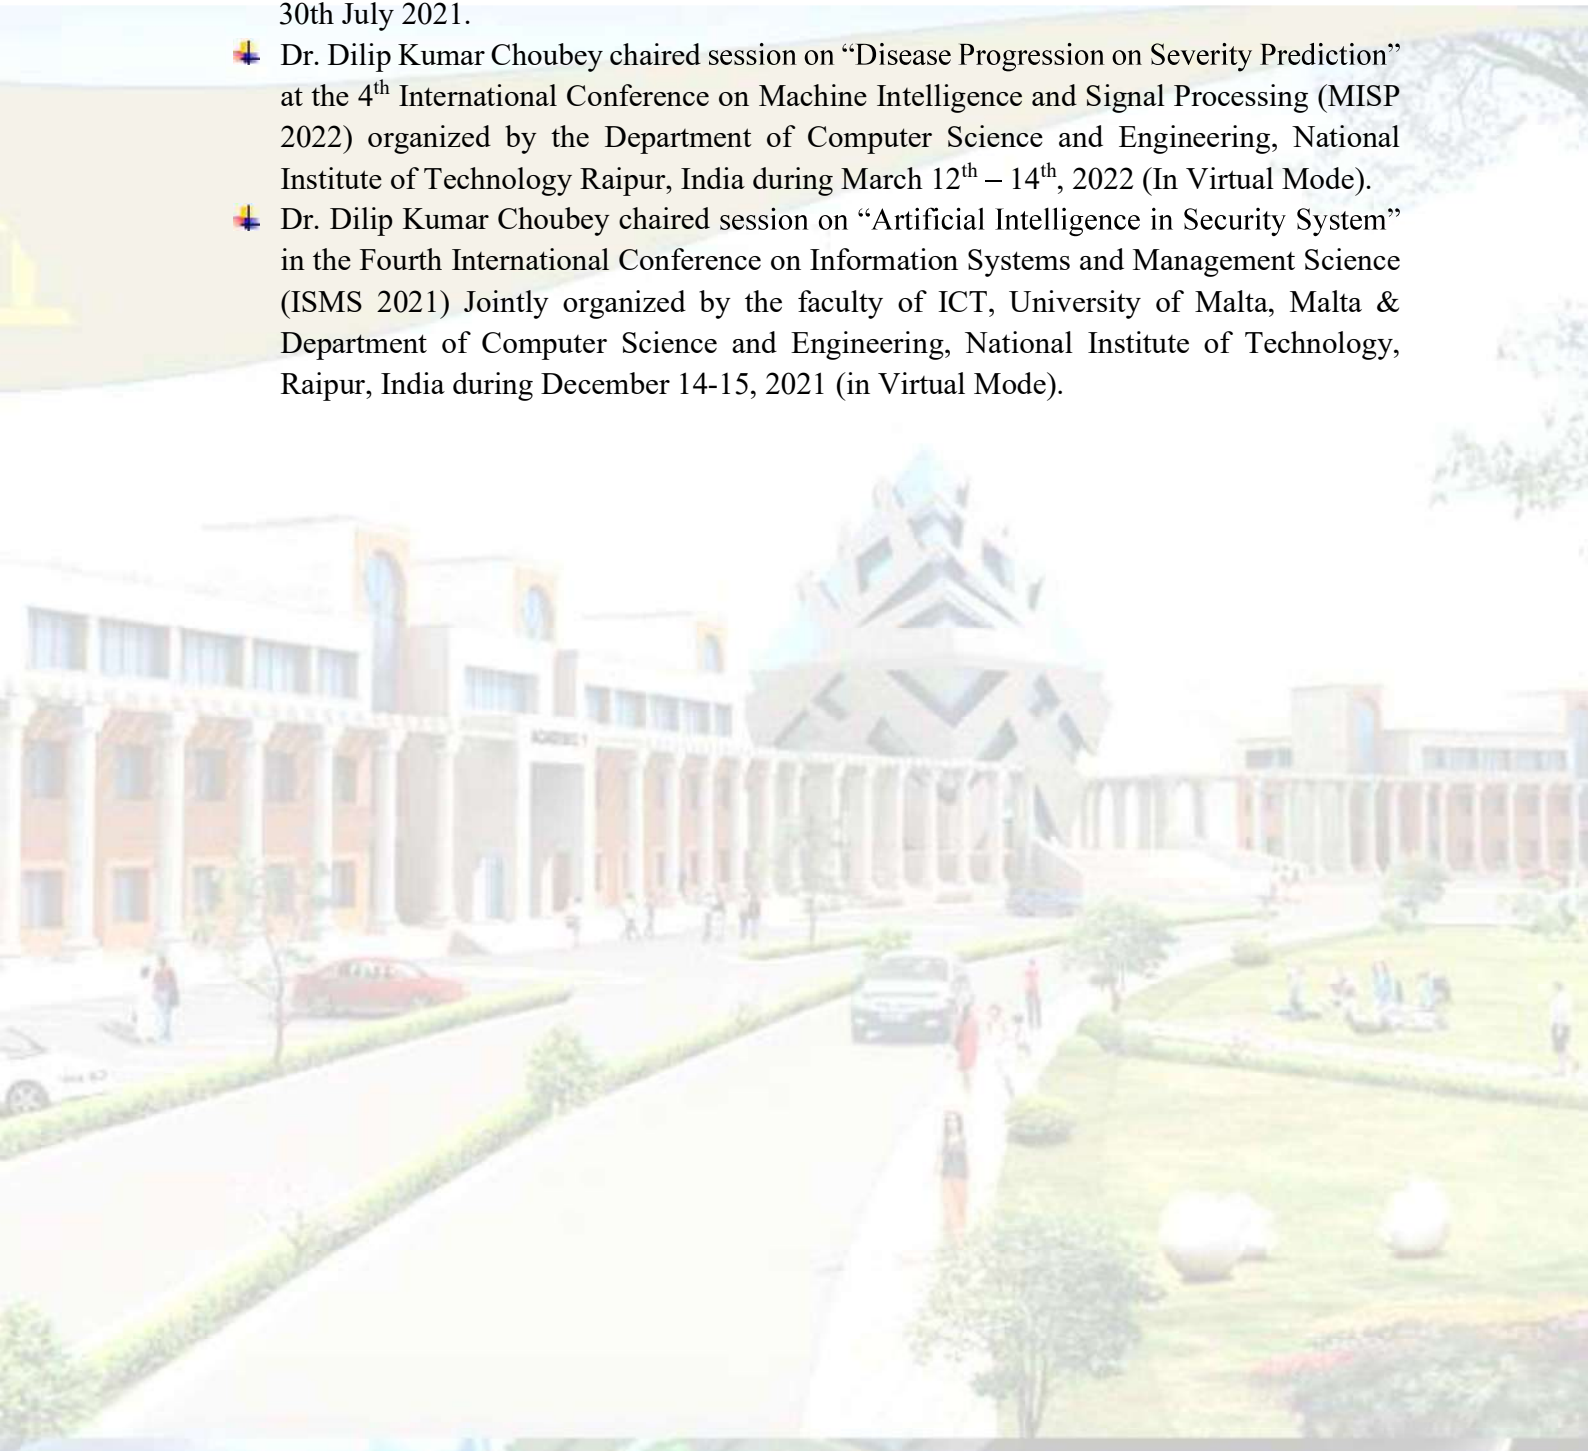 30th July 2021.
Dr. Dilip Kumar Choubey chaired session on “Disease Progression on Severity Prediction”
at the 4th International Conference on Machine Intelligence and Signal Processing (MISP
2022) organized by the Department of Computer Science and Engineering, National
Institute of Technology Raipur, India during March 12th – 14th, 2022 (In Virtual Mode).
Dr. Dilip Kumar Choubey chaired session on “Artificial Intelligence in Security System”
in the Fourth International Conference on Information Systems and Management Science
(ISMS 2021) Jointly organized by the faculty of ICT, University of Malta, Malta &
Department of Computer Science and Engineering, National Institute of Technology,
Raipur, India during December 14-15, 2021 (in Virtual Mode).